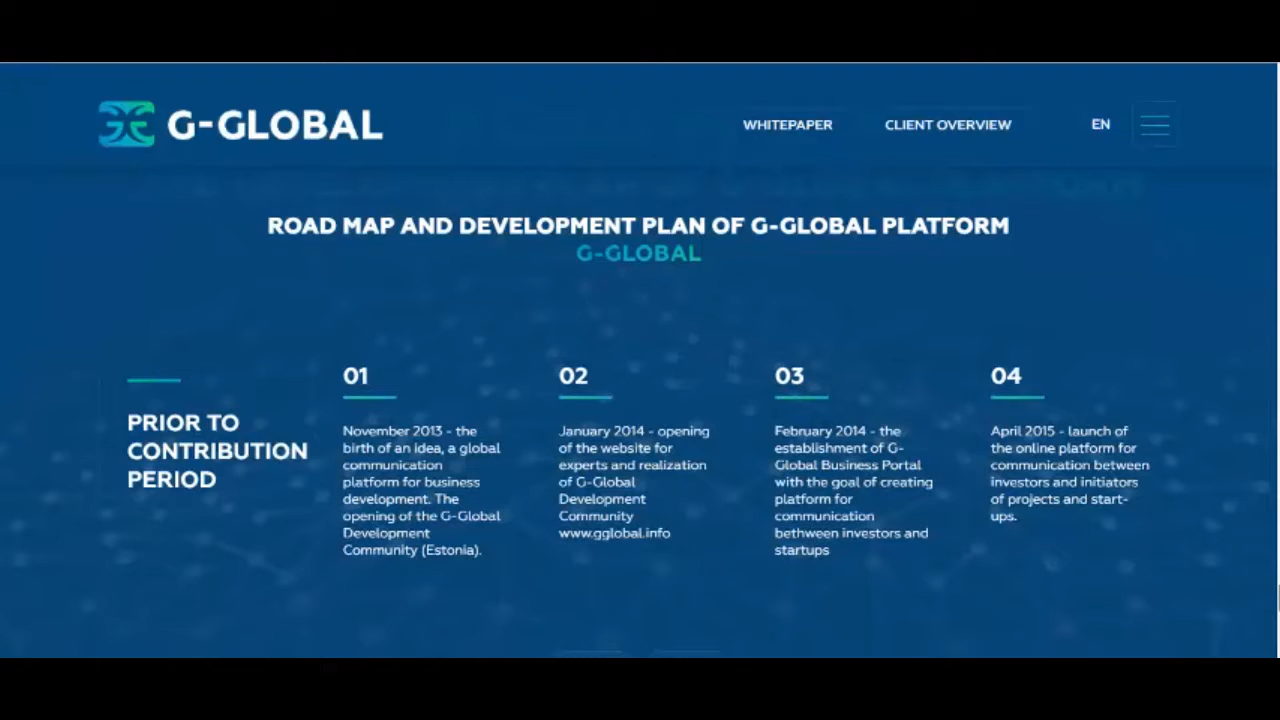 G-GLOBAL
WHITEPAPER
CLIENT OVERVIEW
EN
ROAD MAP AND DEVELOPMENT PLAN OF G-GLOBAL PLATFORM
G-GLOBAL
PRIOR TO
CONTRIBUTION
PERIOD
01
November 2013 - the
birth of an idea, a global
communication
platform for business
development. The
opening of the G-Global
Development
Community (Estonia).
02
January 2014 - opening
of the website for
experts and realization
of G-Global
Development
Community
www.gglobal.info
03
February 2014 - the
establishment of G-
Global Business Portal
with the goal of creating
platform for
communication
bethween investors and
startups
04
April 2015 - launch of
the online platform for
communication between
investors and initiators
of projects and start-
ups.